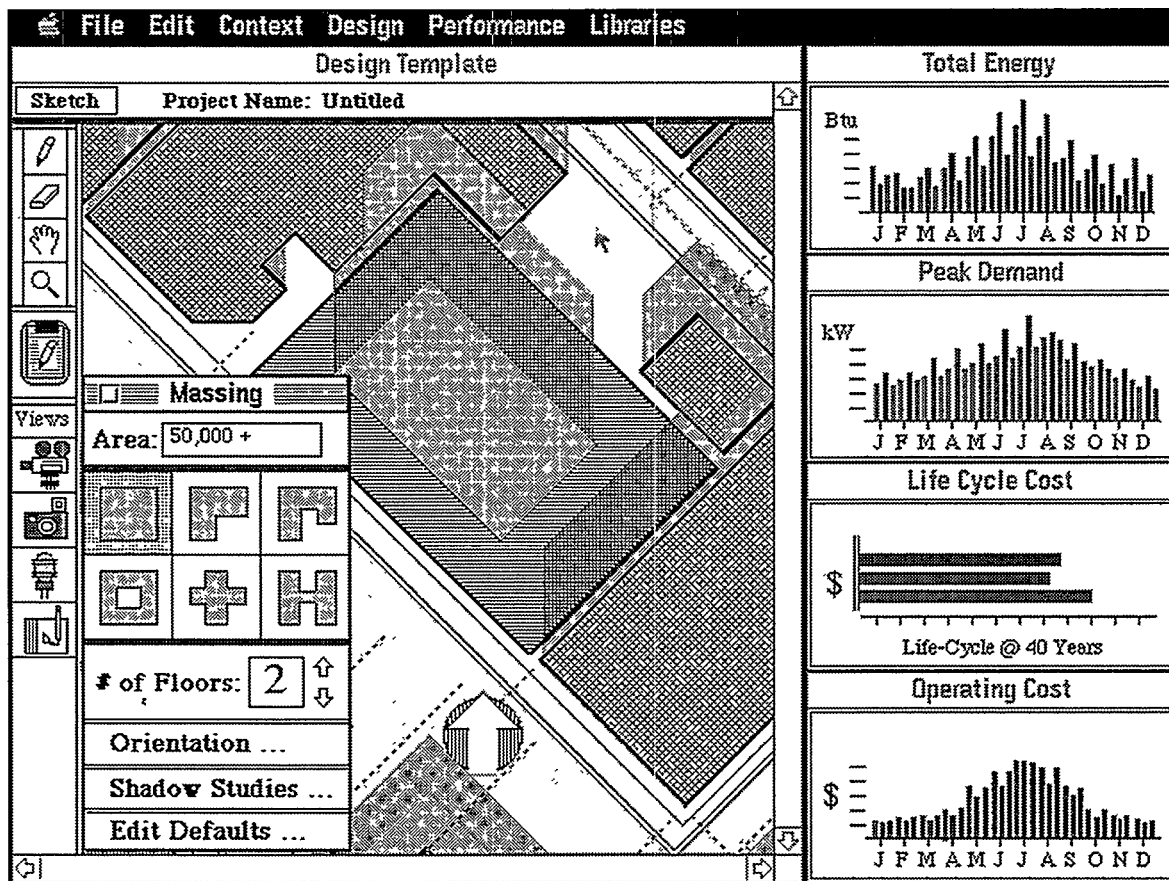 File Edit Context Design Performance Libraries
Design Template
Sketch Project Name: Untitled
Views
Massing
Area: 50,000 +
# of Floors: 2
Orientation ...
Shadow Studies ...
Edit Defaults ...
Total Energy
Btu
J F M A M J J A S O N D
Peak Demand
kW
J F M A M J J A S O N D
Life Cycle Cost
$
Life-Cycle @ 40 Years
Operating Cost
$
J F M A M J J A S O N D